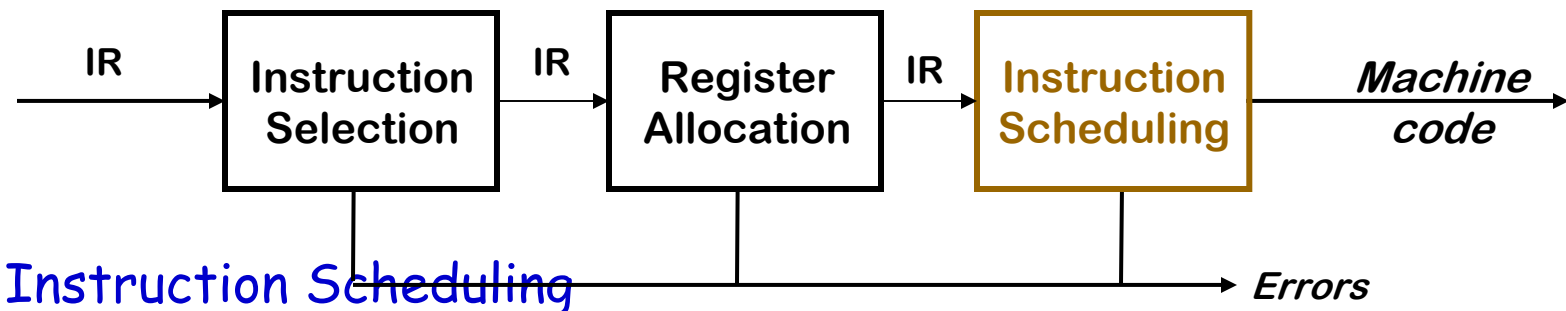 IR
Instruction
Selection
IR
Register
Allocation
IR
Instruction
Scheduling
Machine
code
Instruction Scheduling
Errors